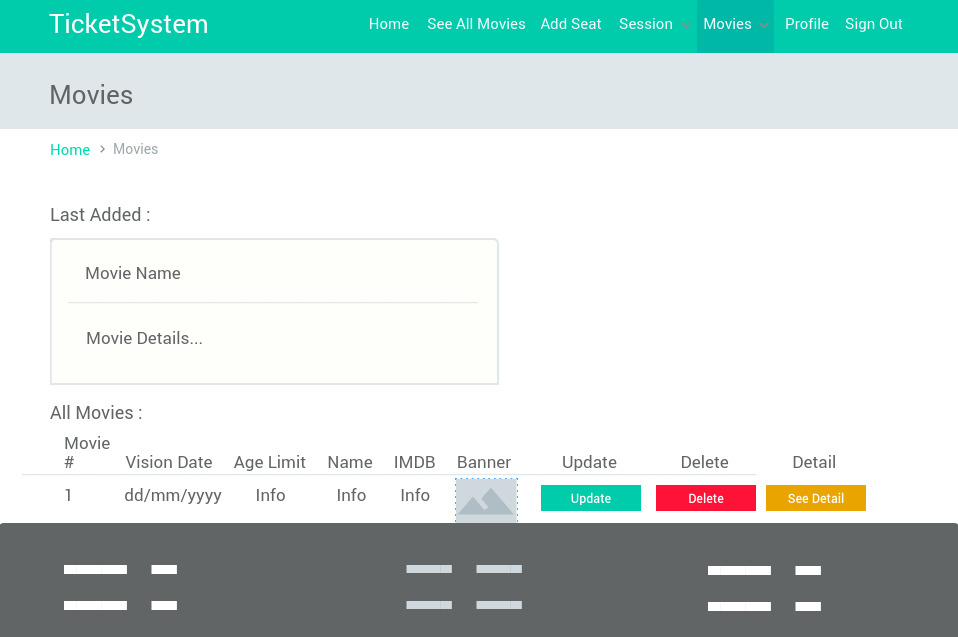 TicketSystem Home See All Movies Add Seat Session Movies Profile Sign Out
Movies
Home > Movies
Last Added :
Movie Name
Movie Details...
All Movies :
Movie # Vision Date Age Limit Name IMDB Banner Update Delete Detail
1 dd/mm/yyyy Info Info Info Update Delete See Detail